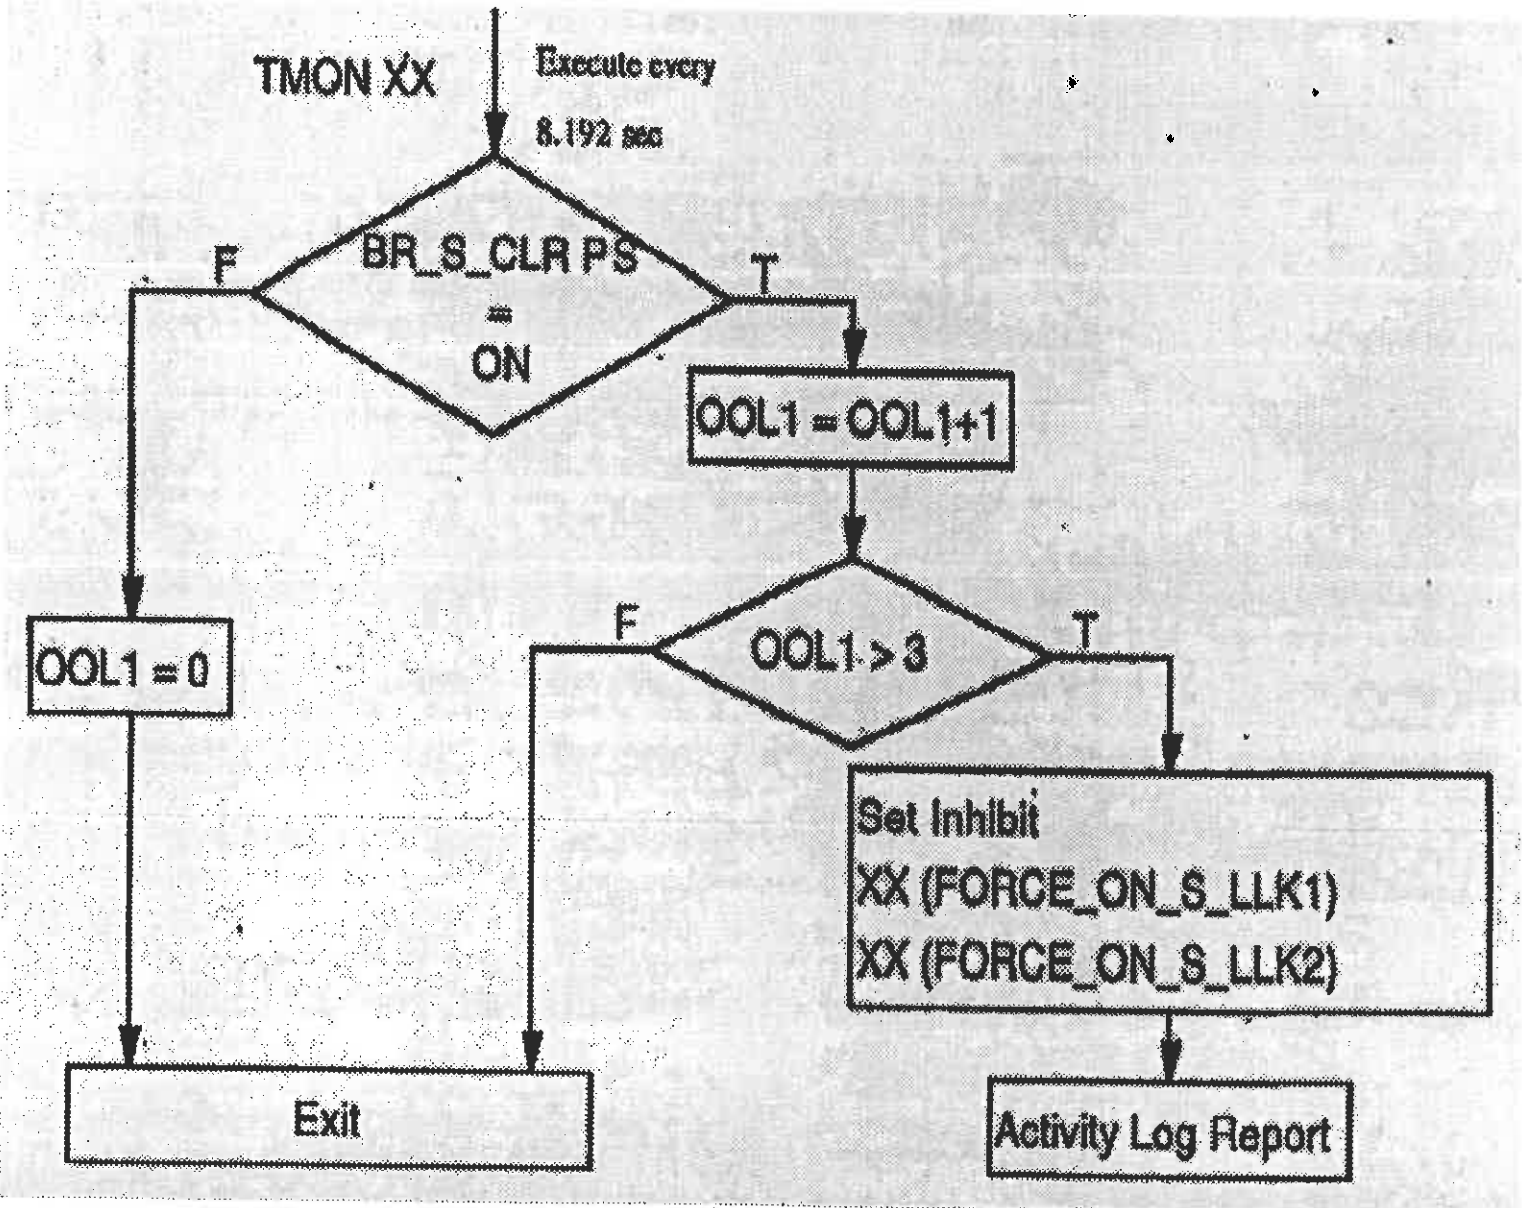 TMON XX
Execute every
8.192 sec
F
BR_S_CLR PS
=
ON
T
OOL1 = OOL1+1
F
OOL1 > 3
T
OOL1 = 0
Set Inhibit
XX (FORCE_ON_S_LLK1)
XX (FORCE_ON_S_LLK2)
Exit
Activity Log Report